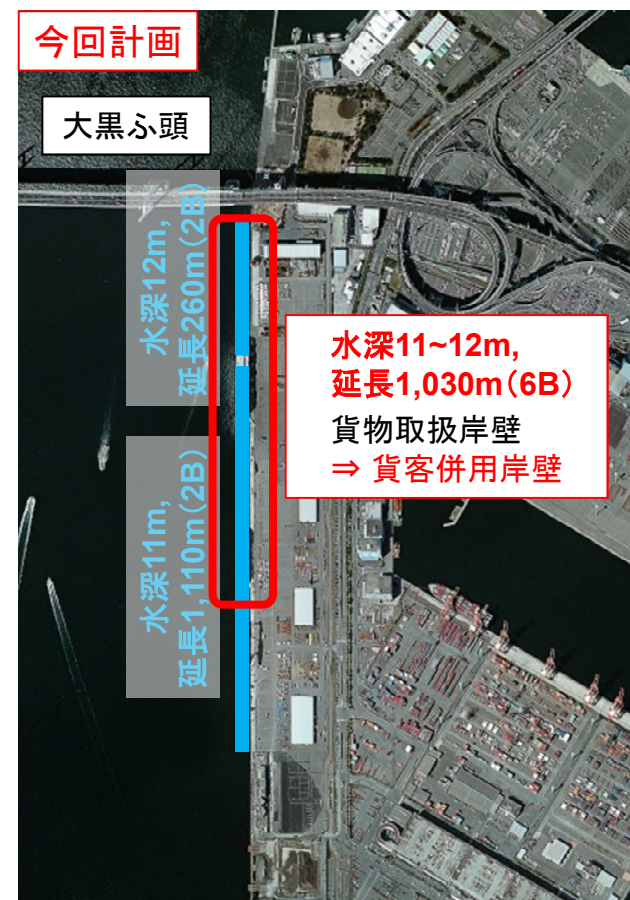 今回計画
大黒ふ頭
水深12m,
延長260m（2B）
水深11~12m,
延長1,030m（6B）
貨物取扱岸壁
⇒ 貨客併用岸壁
水深11m,
延長1,110m（2B）